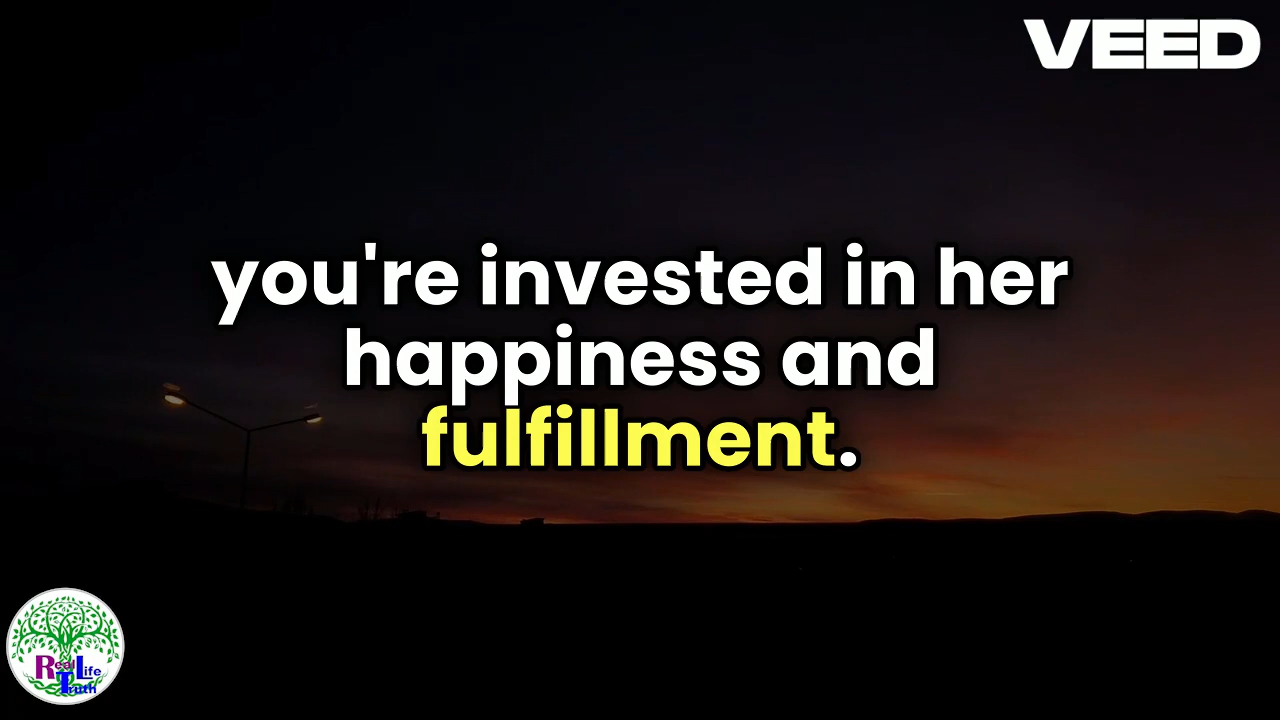 VEED
you're invested in her
happiness and
fulfillment.
Real Life
Truth